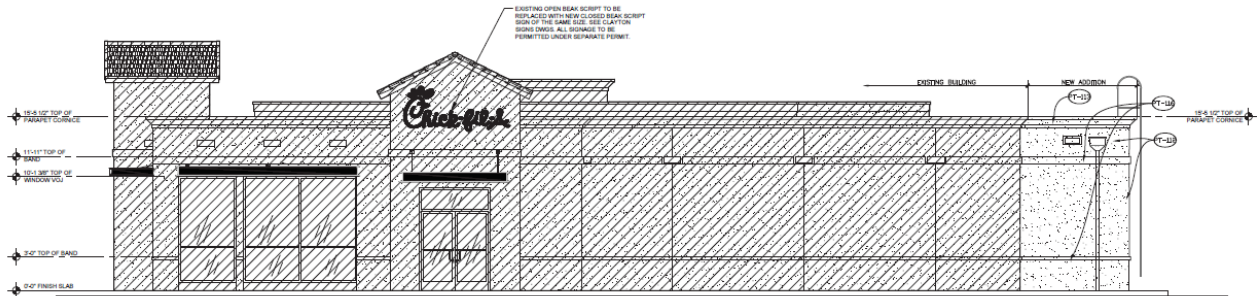 EXISTING OPEN BEAK SCRIPT TO BE
REPLACED WITH NEW CLOSED BEAK SCRIPT
SIGN OF THE SAME SIZE. SEE CLAYTON
SIGNS DWGS. ALL SIGNAGE TO BE
PERMITTED UNDER SEPARATE PERMIT.
EXISTING BUILDING
NEW ADDITION
Chick-fil-A
PT-113
PT-114
15'-5 1/2" TOP OF
PARAPET CORNICE
15'-5 1/2" TOP OF
PARAPET CORNICE
11'-11" TOP OF
BAND
10'-1 3/8" TOP OF
WINDOW VOJ
3'-0" TOP OF BAND
0'-0" FINISH SLAB